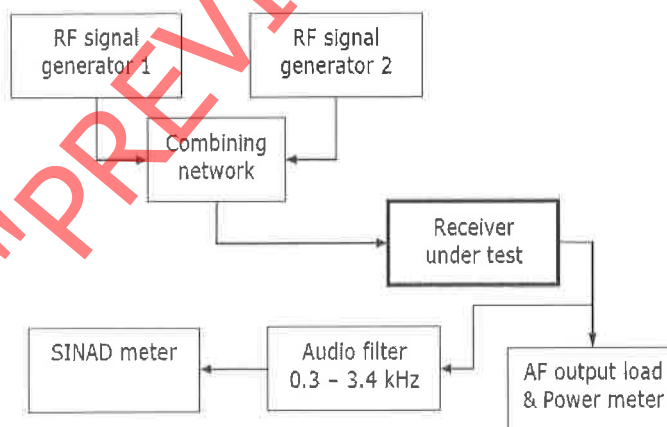 RF signal
generator 1
RF signal
generator 2
Combining
network
Receiver
under test
SINAD meter
Audio filter
0.3 – 3.4 kHz
AF output load
& Power meter